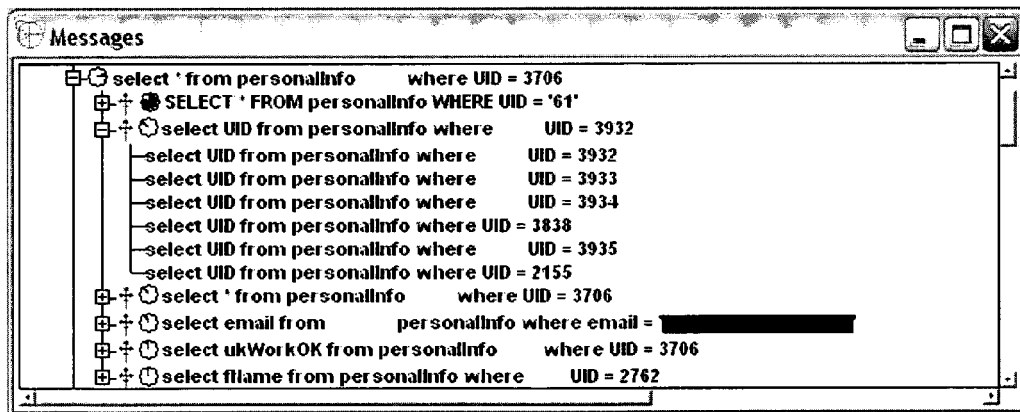 Messages
select * from personalInfo where UID = 3706
SELECT * FROM personalInfo WHERE UID = '61'
select UID from personalInfo where UID = 3932
select UID from personalInfo where UID = 3932
select UID from personalInfo where UID = 3933
select UID from personalInfo where UID = 3934
select UID from personalInfo where UID = 3838
select UID from personalInfo where UID = 3935
select UID from personalInfo where UID = 2155
select * from personalInfo where UID = 3706
select email from personalInfo where email =
select ukWorkOK from personalInfo where UID = 3706
select from personalInfo where UID = 2762